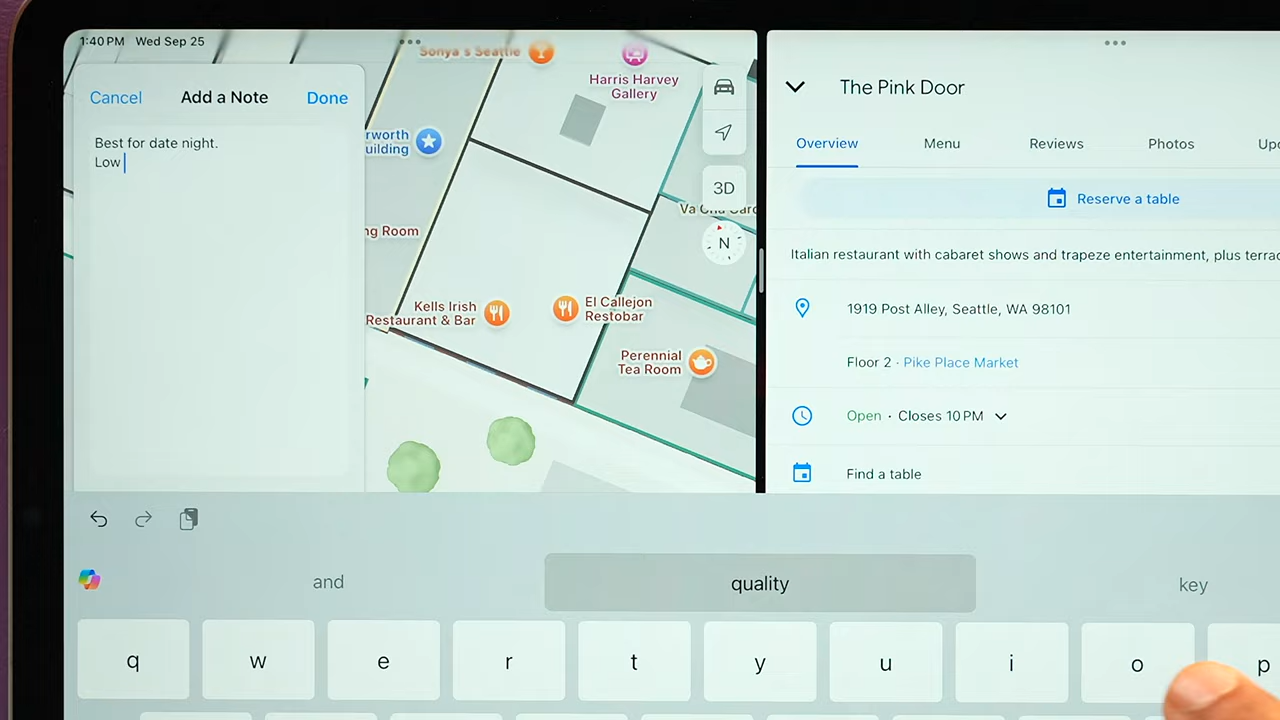 1:40 PM Wed Sep 25
Cancel
Add a Note
Done
Best for date night.
Low
Sonya's Seattle
Harris Harvey
Gallery
rworth
uilding
ng Room
3D
N
Kells Irish
Restaurant & Bar
El Callejon
Restobar
Perennial
Tea Room
The Pink Door
Overview
Menu
Reviews
Photos
Reserve a table
Italian restaurant with cabaret shows and trapeze entertainment, plus
1919 Post Alley, Seattle, WA 98101
Floor 2 · Pike Place Market
Open · Closes 10 PM
Find a table
and
quality
key
q w e r t y u i o p